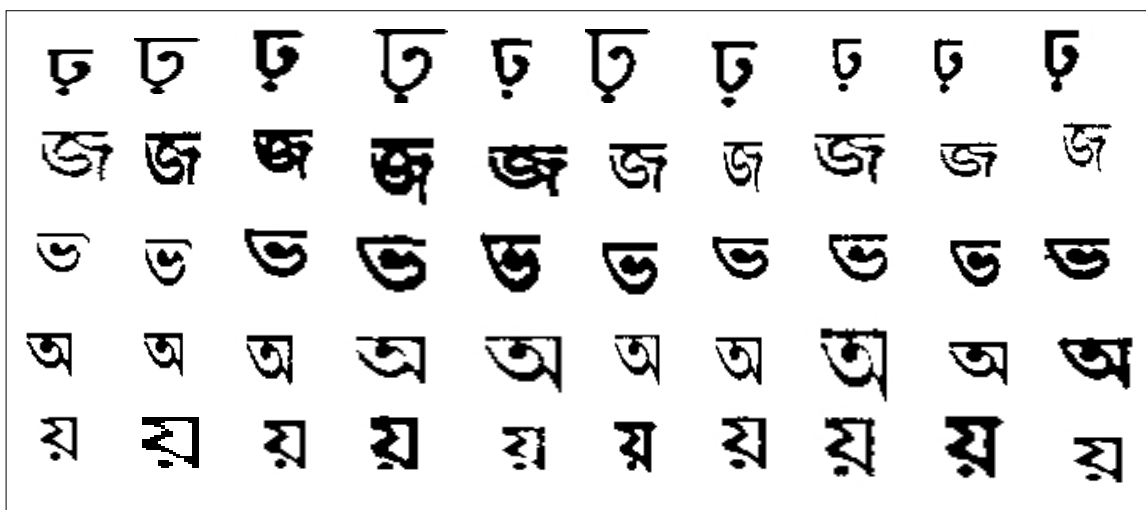 ঢ় ঢ় ঢ় ঢ় ঢ় ঢ় ঢ় ঢ় ঢ় ঢ়
জ জ জ জ জ জ জ জ জ জ
ভ ভ ভ ভ ভ ভ ভ ভ ভ ভ
অ অ অ অ অ অ অ অ অ অ
য় য় য় য় য় য় য় য় য় য়